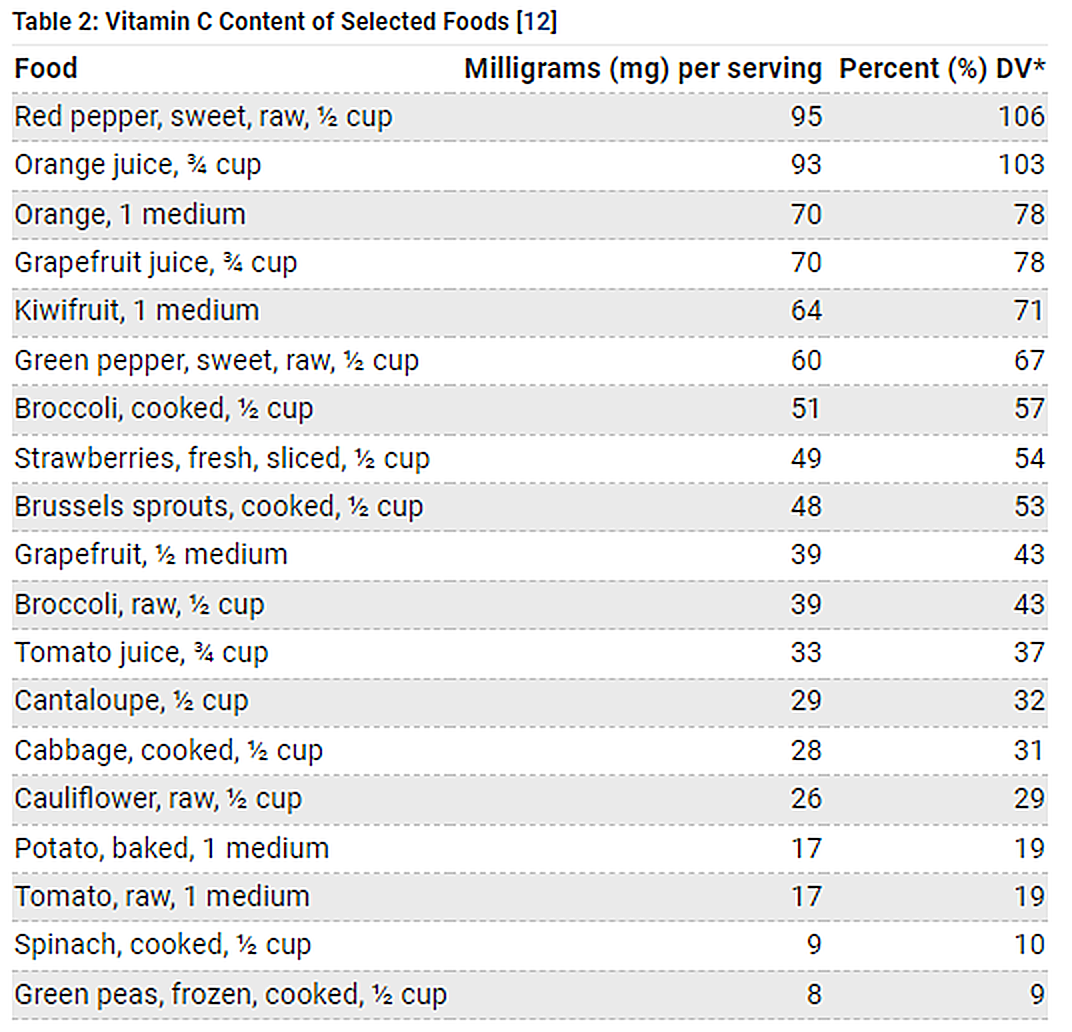 Table 2: Vitamin C Content of Selected Foods [12]
Food Milligrams (mg) per serving Percent (%) DV*
Red pepper, sweet, raw, ½ cup 95 106
Orange juice, ¾ cup 93 103
Orange, 1 medium 70 78
Grapefruit juice, ¾ cup 70 78
Kiwifruit, 1 medium 64 71
Green pepper, sweet, raw, ½ cup 60 67
Broccoli, cooked, ½ cup 51 57
Strawberries, fresh, sliced, ½ cup 49 54
Brussels sprouts, cooked, ½ cup 48 53
Grapefruit, ½ medium 39 43
Broccoli, raw, ½ cup 39 43
Tomato juice, ¾ cup 33 37
Cantaloupe, ½ cup 29 32
Cabbage, cooked, ½ cup 28 31
Cauliflower, raw, ½ cup 26 29
Potato, baked, 1 medium 17 19
Tomato, raw, 1 medium 17 19
Spinach, cooked, ½ cup 9 10
Green peas, frozen, cooked, ½ cup 8 9